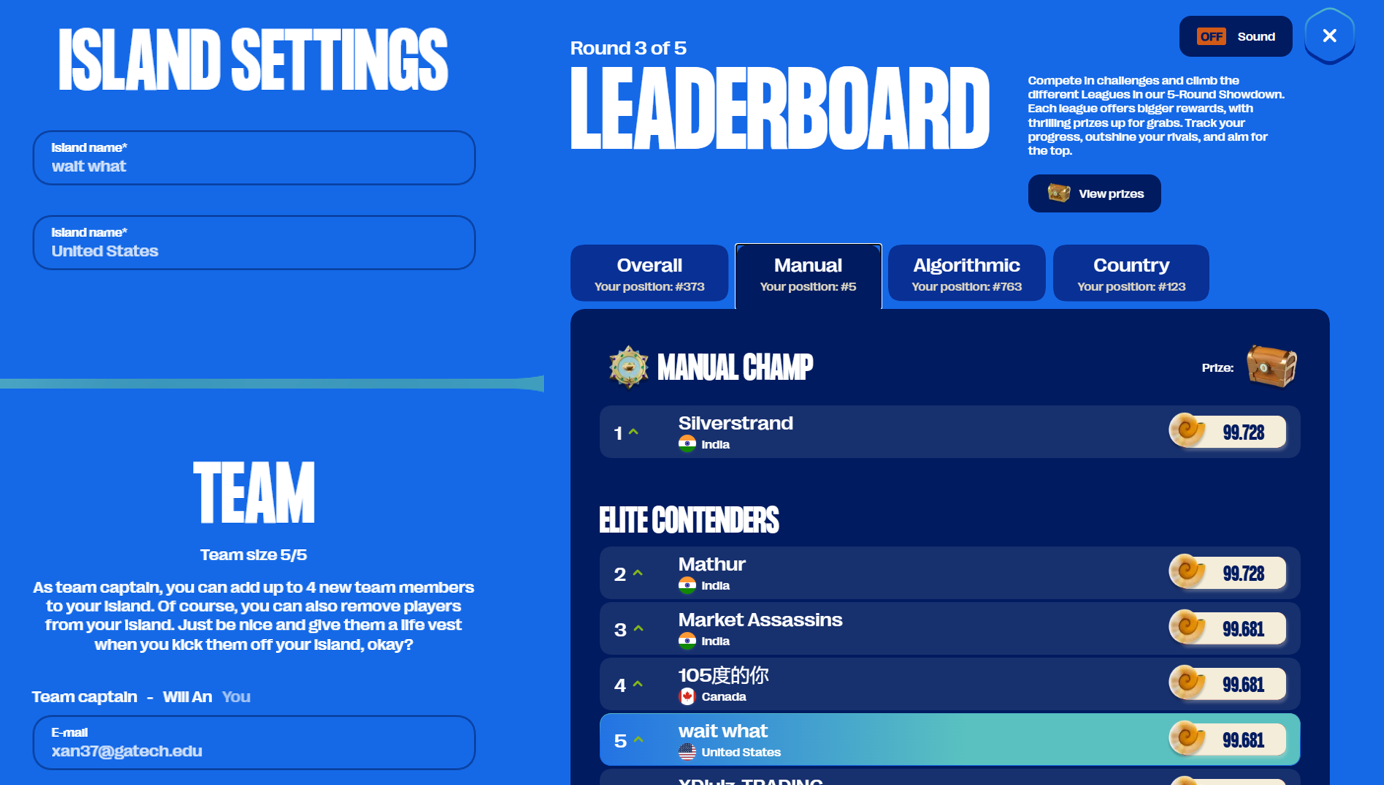 ISLAND SETTINGS
Island name*
wait what
Island name*
United States
TEAM
Team size 5/5
As team captain, you can add up to 4 new team members
to your island. Of course, you can also remove players
from your island. Just be nice and give them a life vest
when you kick them off your island, okay?
Team captain - Will An You
E-mail
xan37@gatech.edu
OFF Sound
Round 3 of 5
LEADERBOARD
Compete in challenges and climb the
different Leagues in our 5-Round Showdown.
Each league offers bigger rewards, with
thrilling prizes up for grabs. Track your
progress, outshine your rivals, and aim for
the top.
View prizes
Overall
Your position: #373
Manual
Your position: #5
Algorithmic
Your position: #763
Country
Your position: #123
MANUAL CHAMP
Prize:
1 Silverstrand
India
99.728
ELITE CONTENDERS
2 Mathur
India
99.728
3 Market Assassins
India
99.681
4 105度的你
Canada
99.681
5 wait what
United States
99.681